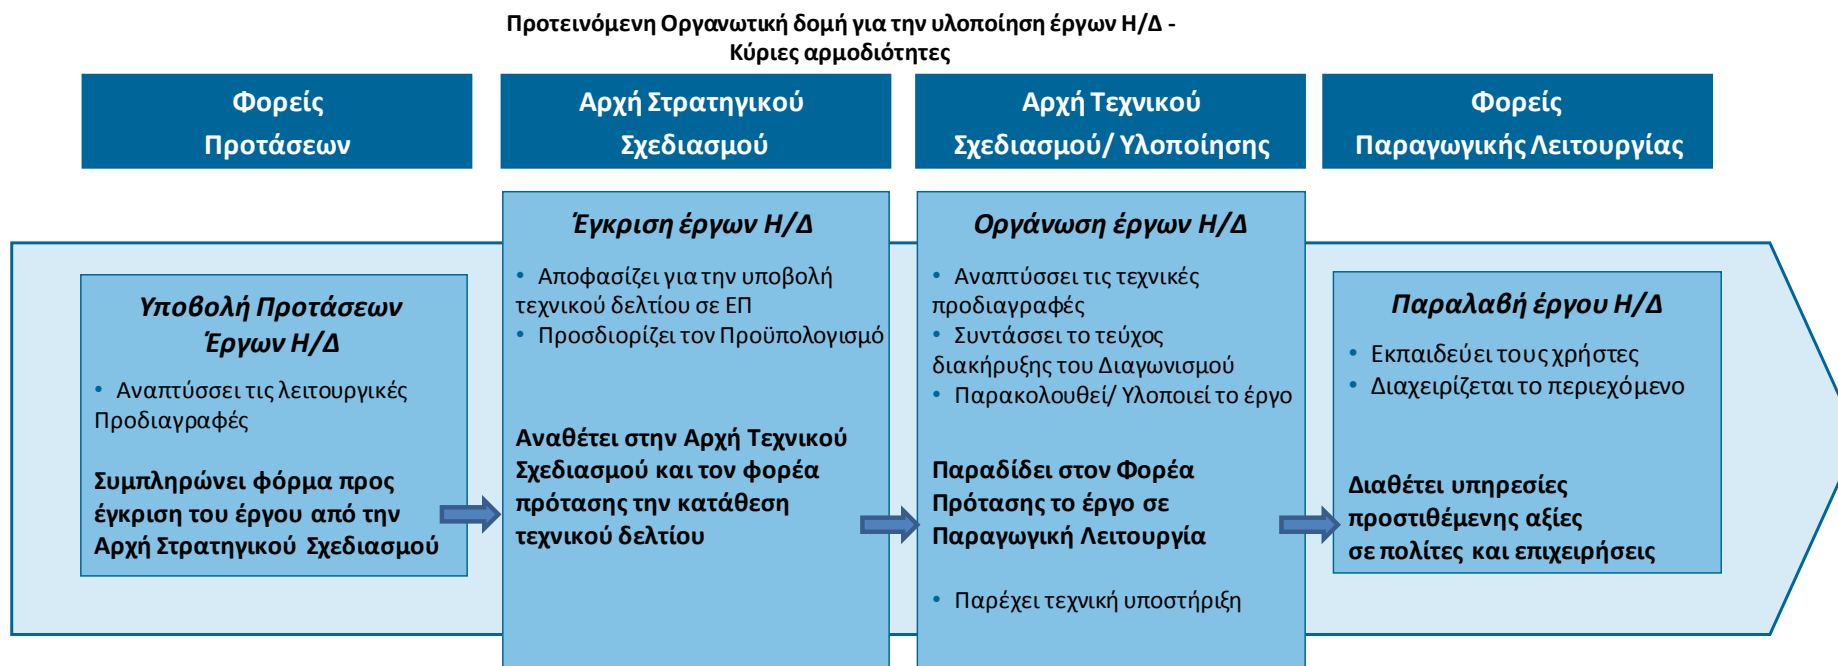 Προτεινόμενη Οργανωτική δομή για την υλοποίηση έργων Η/Δ -
Κύριες αρμοδιότητες
Φορείς
Προτάσεων
Αρχή Στρατηγικού
Σχεδιασμού
Αρχή Τεχνικού
Σχεδιασμού/ Υλοποίησης
Φορείς
Παραγωγικής Λειτουργίας
Υποβολή Προτάσεων
Έργων Η/Δ
• Αναπτύσσει τις λειτουργικές
Προδιαγραφές
Συμπληρώνει φόρμα προς
έγκριση του έργου από την
Αρχή Στρατηγικού Σχεδιασμού
Έγκριση έργων Η/Δ
• Αποφασίζει για την υποβολή
τεχνικού δελτίου σε ΕΠ
• Προσδιορίζει τον Προϋπολογισμό
Αναθέτει στην Αρχή Τεχνικού
Σχεδιασμού και τον φορέα
πρότασης την κατάθεση
τεχνικού δελτίου
Οργάνωση έργων Η/Δ
• Αναπτύσσει τις τεχνικές
προδιαγραφές
• Συντάσσει το τεύχος
διακήρυξης του Διαγωνισμού
• Παρακολουθεί/ Υλοποιεί το έργο
Παραδίδει στον Φορέα
Πρότασης το έργο σε
Παραγωγική Λειτουργία
• Παρέχει τεχνική υποστήριξη
Παραλαβή έργου Η/Δ
• Εκπαιδεύει τους χρήστες
• Διαχειρίζεται το περιεχόμενο
Διαθέτει υπηρεσίες
προστιθέμενης αξίες
σε πολίτες και επιχειρήσεις